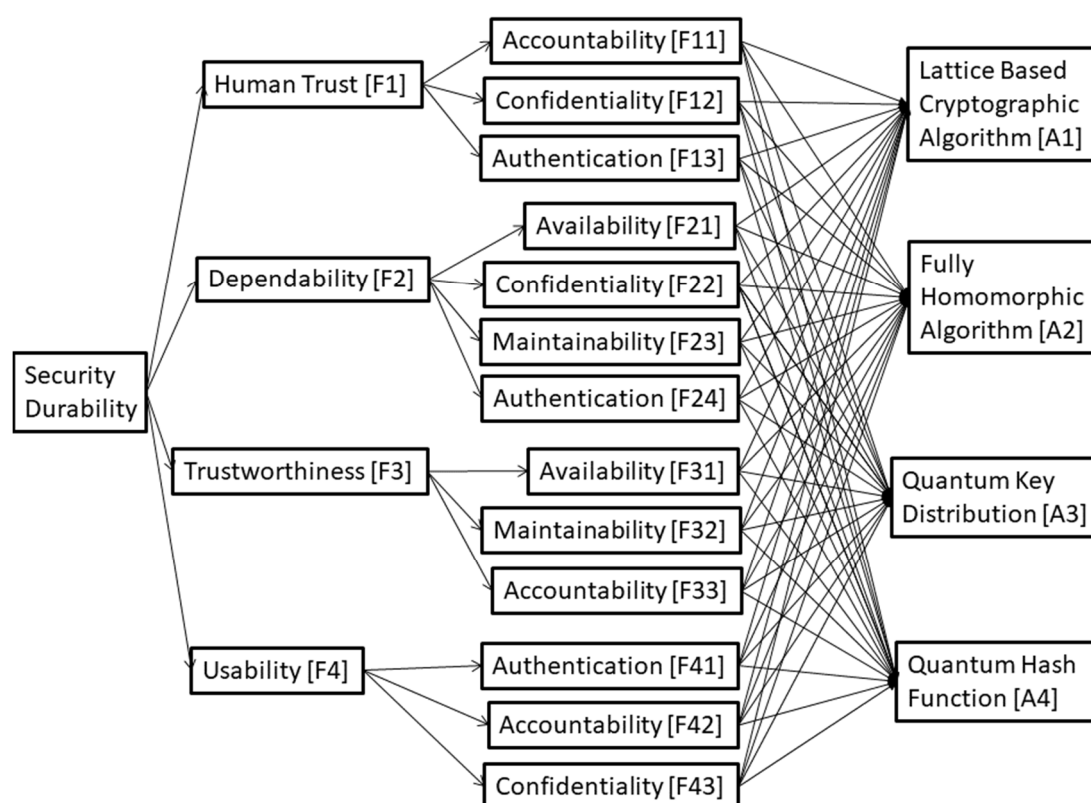 Security
Durability
Human Trust [F1]
Dependability [F2]
Trustworthiness [F3]
Usability [F4]
Accountability [F11]
Confidentiality [F12]
Authentication [F13]
Availability [F21]
Confidentiality [F22]
Maintainability [F23]
Authentication [F24]
Availability [F31]
Maintainability [F32]
Accountability [F33]
Authentication [F41]
Accountability [F42]
Confidentiality [F43]
Lattice Based
Cryptographic
Algorithm [A1]
Fully
Homomorphic
Algorithm [A2]
Quantum Key
Distribution [A3]
Quantum Hash
Function [A4]